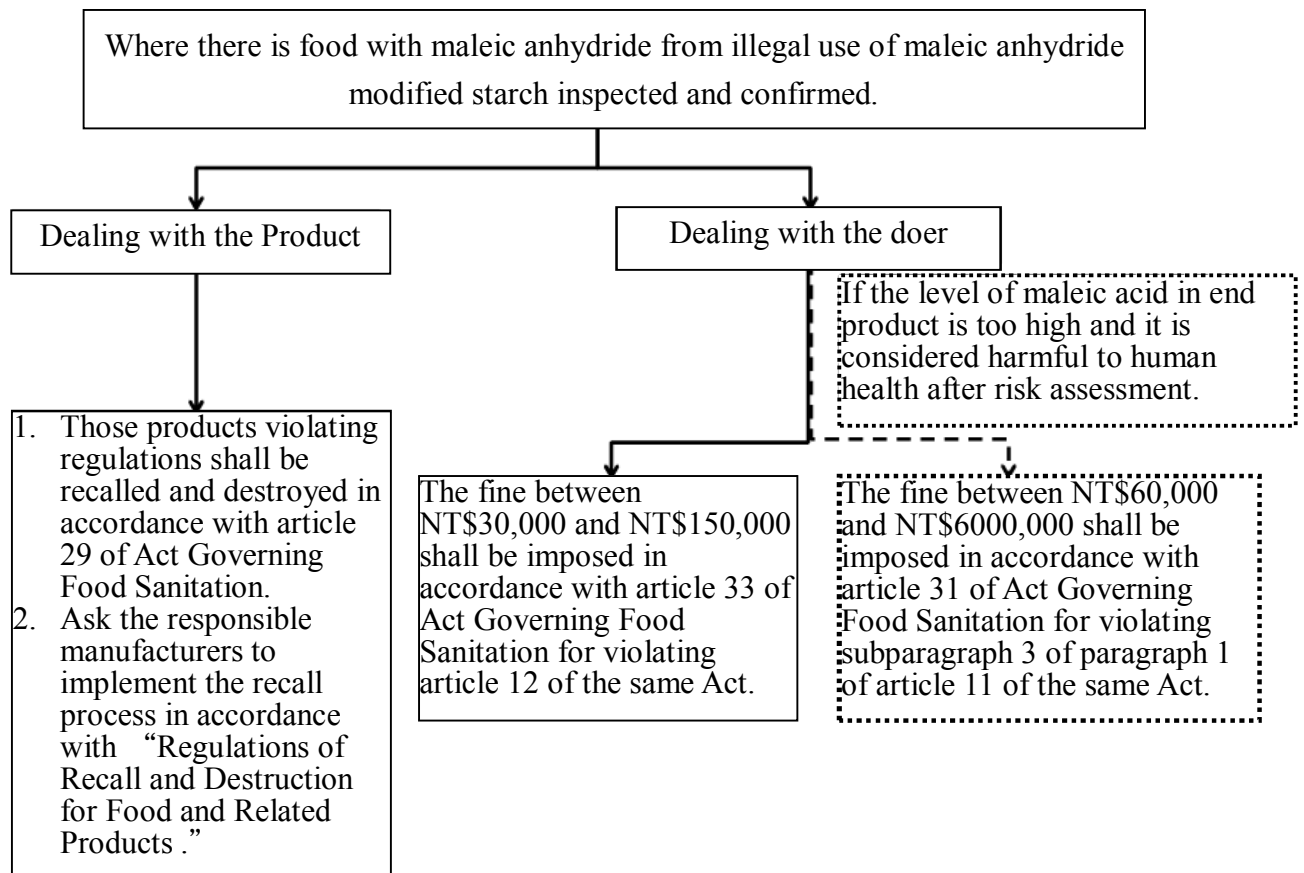 Where there is food with maleic anhydride from illegal use of maleic anhydride
modified starch inspected and confirmed.
Dealing with the Product
Dealing with the doer
If the level of maleic acid in end
product is too high and it is
considered harmful to human
health after risk assessment.
1. Those products violating
regulations shall be
recalled and destroyed in
accordance with article
29 of Act Governing
Food Sanitation.
2. Ask the responsible
manufacturers to
implement the recall
process in accordance
with “Regulations of
Recall and Destruction
for Food and Related
Products .”
The fine between
NT$30,000 and NT$150,000
shall be imposed in
accordance with article 33 of
Act Governing Food
Sanitation for violating
article 12 of the same Act.
The fine between NT$60,000
and NT$6000,000 shall be
imposed in accordance with
article 31 of Act Governing
Food Sanitation for violating
subparagraph 3 of paragraph 1
of article 11 of the same Act.